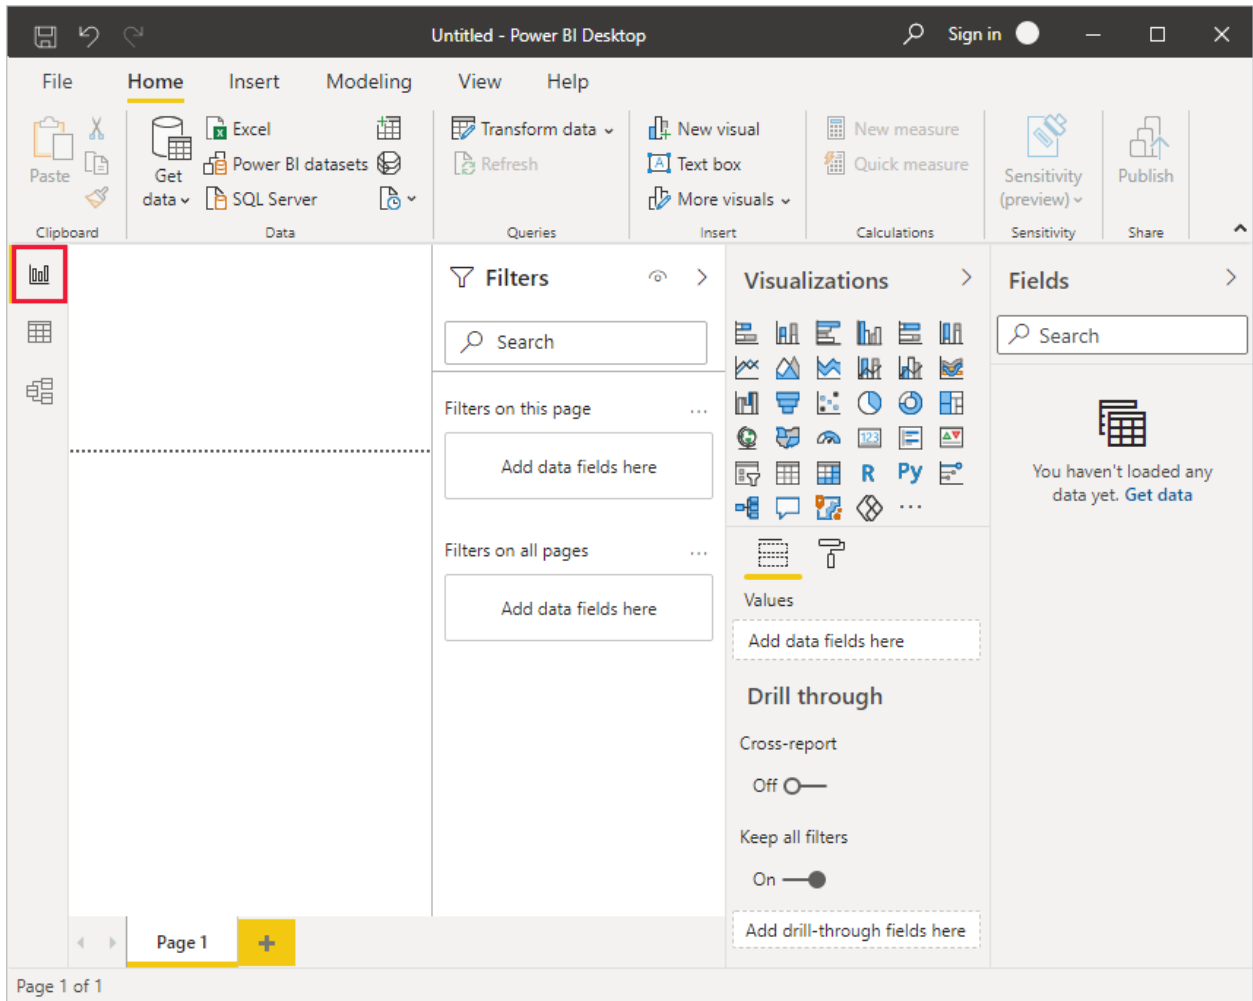 Untitled - Power BI Desktop
Sign in
File
Home
Insert
Modeling
View
Help
Paste
Clipboard
Get
data
Excel
Power BI datasets
SQL Server
Data
Transform data
Refresh
Queries
New visual
Text box
More visuals
Insert
New measure
Quick measure
Calculations
Sensitivity
(preview)
Sensitivity
Publish
Share
Filters
Search
Filters on this page
...
Add data fields here
Filters on all pages
...
Add data fields here
Visualizations
123
R
Py
...
Values
Add data fields here
Drill through
Cross-report
Off
Keep all filters
On
Add drill-through fields here
Fields
Search
You haven't loaded any
data yet. Get data
Page 1
+
Page 1 of 1